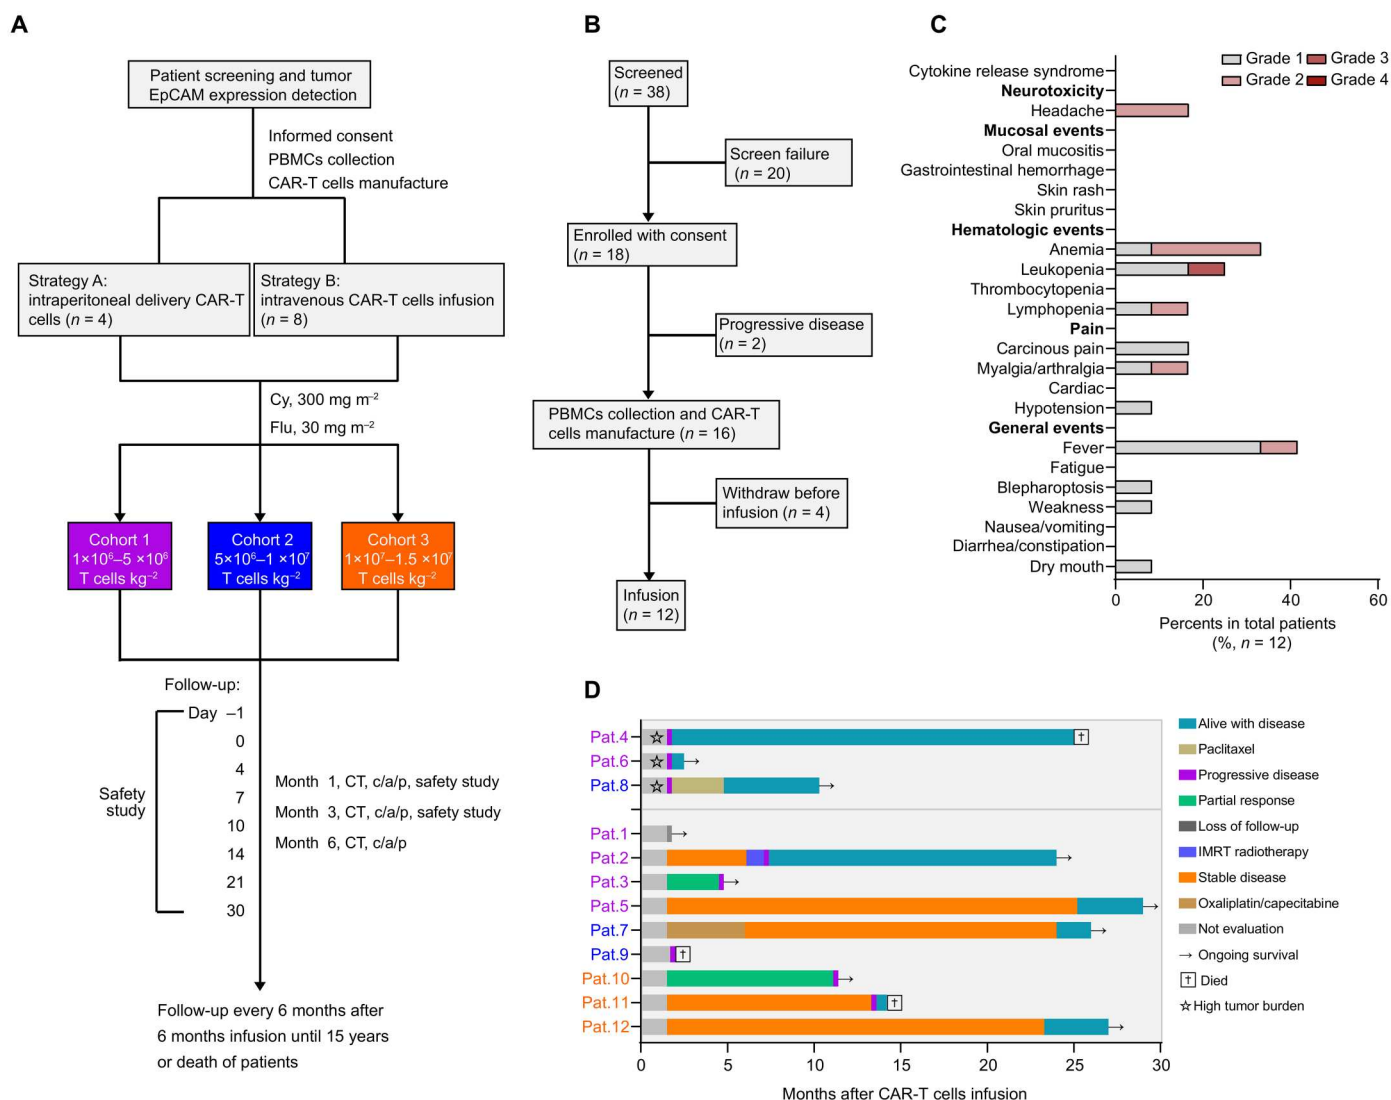 A
Patient screening and tumor
EpCAM expression detection
Informed consent
PBMCs collection
CAR-T cells manufacture
Strategy A:
intraperitoneal delivery CAR-T
cells (n = 4)
Strategy B:
intravenous CAR-T cells infusion
(n = 8)
Cy, 300 mg m⁻²
Flu, 30 mg m⁻²
Cohort 1
1×10⁶–5 ×10⁶
T cells kg⁻²
Cohort 2
5×10⁶–1 ×10⁷
T cells kg⁻²
Cohort 3
1×10⁷–1.5 ×10⁷
T cells kg⁻²
Follow-up:
Day –1
0
4
7
10
14
21
30
Safety
study
Month 1, CT, c/a/p, safety study
Month 3, CT, c/a/p, safety study
Month 6, CT, c/a/p
Follow-up every 6 months after
6 months infusion until 15 years
or death of patients
B
Screened
(n = 38)
Screen failure
(n = 20)
Enrolled with consent
(n = 18)
Progressive disease
(n = 2)
PBMCs collection and CAR-T
cells manufacture (n = 16)
Withdraw before
infusion (n = 4)
Infusion
(n = 12)
C
Grade 1
Grade 3
Grade 2
Grade 4
Cytokine release syndrome
Neurotoxicity
Headache
Mucosal events
Oral mucositis
Gastrointestinal hemorrhage
Skin rash
Skin pruritus
Hematologic events
Anemia
Leukopenia
Thrombocytopenia
Lymphopenia
Pain
Carcinous pain
Myalgia/arthralgia
Cardiac
Hypotension
General events
Fever
Fatigue
Blepharoptosis
Weakness
Nausea/vomiting
Diarrhea/constipation
Dry mouth
0 20 40 60
Percents in total patients
(%, n = 12)
D
Pat.4
Pat.6
Pat.8
Pat.1
Pat.2
Pat.3
Pat.5
Pat.7
Pat.9
Pat.10
Pat.11
Pat.12
0 5 10 15 20 25 30
Months after CAR-T cells infusion
Alive with disease
Paclitaxel
Progressive disease
Partial response
Loss of follow-up
IMRT radiotherapy
Stable disease
Oxaliplatin/capecitabine
Not evaluation
→ Ongoing survival
† Died
☆ High tumor burden